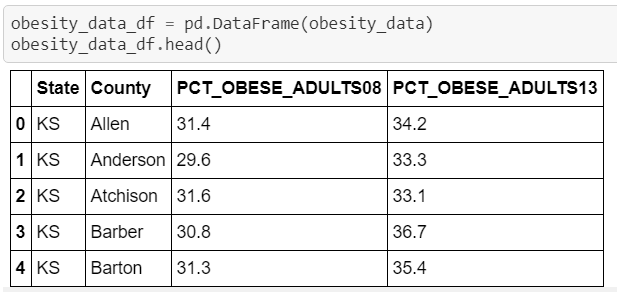 obesity_data_df = pd.DataFrame(obesity_data)
obesity_data_df.head()
State County PCT_OBESE_ADULTS08 PCT_OBESE_ADULTS13
0 KS Allen 31.4 34.2
1 KS Anderson 29.6 33.3
2 KS Atchison 31.6 33.1
3 KS Barber 30.8 36.7
4 KS Barton 31.3 35.4